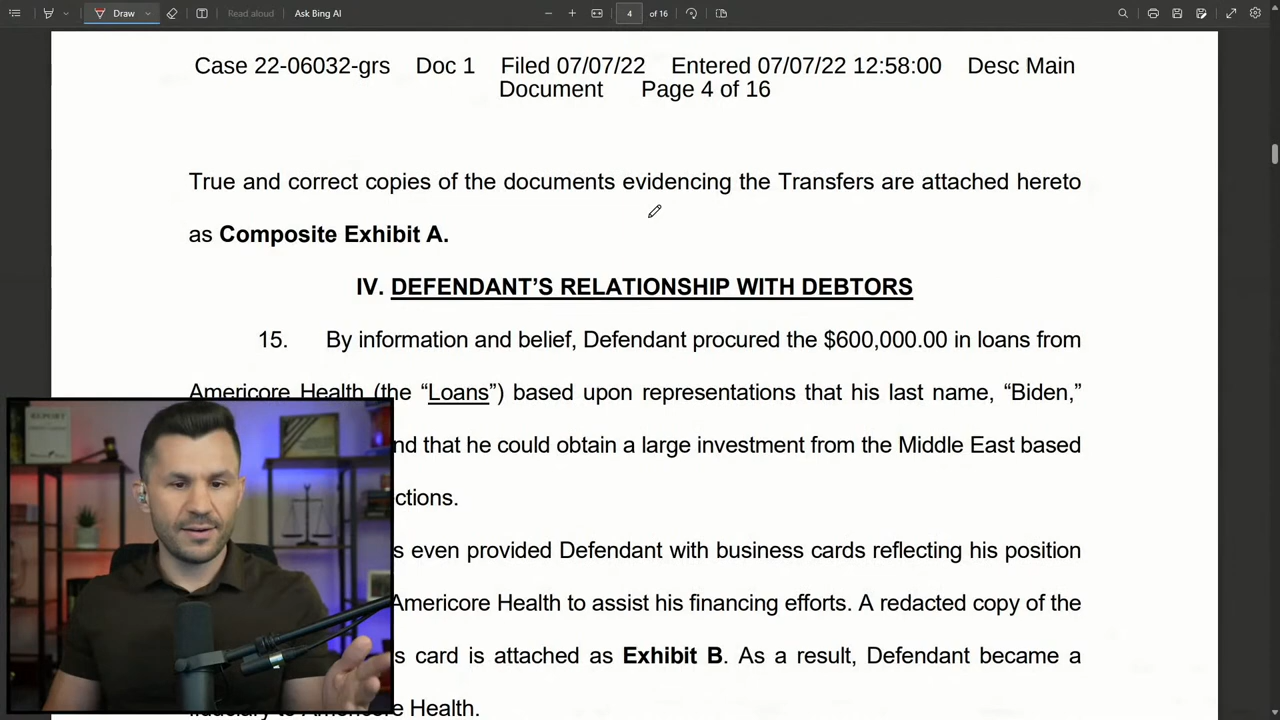 Draw
Read aloud
Ask Bing AI
4 of 16
Case 22-06032-grs Doc 1 Filed 07/07/22 Entered 07/07/22 12:58:00 Desc Main
Document Page 4 of 16
True and correct copies of the documents evidencing the Transfers are attached hereto
as Composite Exhibit A.
IV. DEFENDANT’S RELATIONSHIP WITH DEBTORS
15. By information and belief, Defendant procured the $600,000.00 in loans from
Americore Health (the “Loans”) based upon representations that his last name, “Biden,”
nd that he could obtain a large investment from the Middle East based
ctions.
s even provided Defendant with business cards reflecting his position
Americore Health to assist his financing efforts. A redacted copy of the
s card is attached as Exhibit B. As a result, Defendant became a
fiduciary to Americore Health.
REPORT